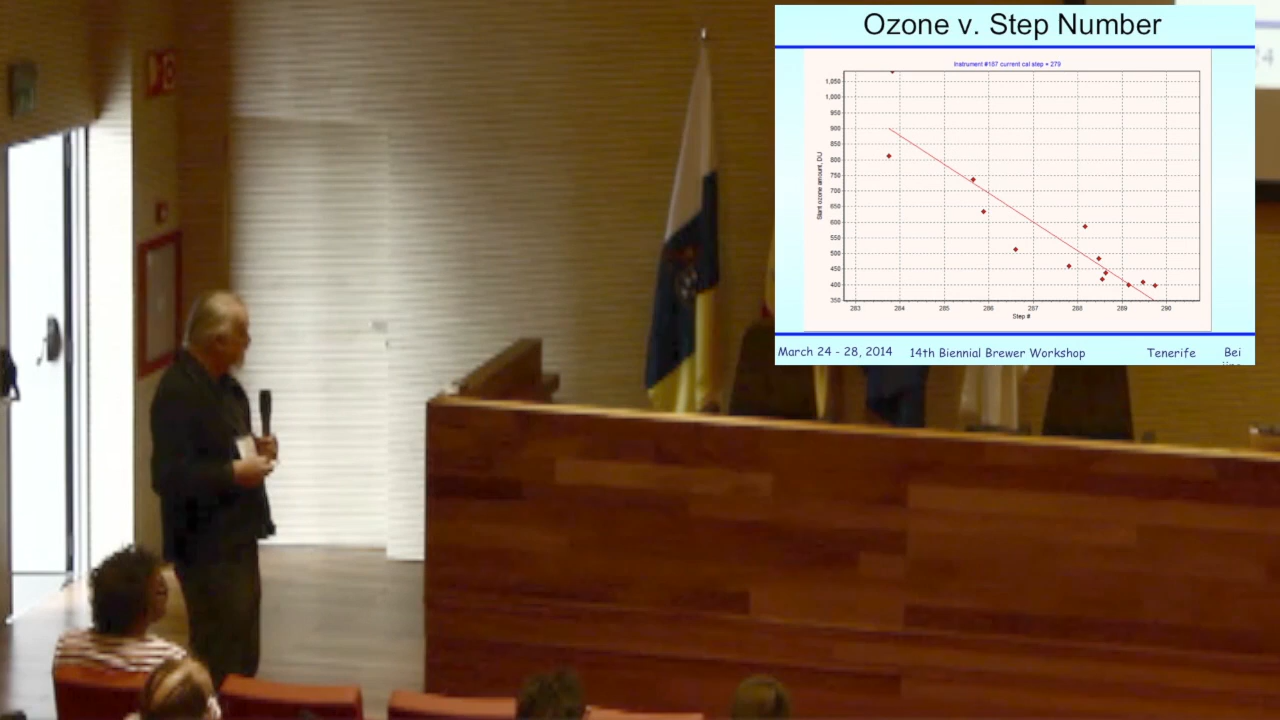 Ozone v. Step Number
Instrument #187 current cal step = 279
Slant ozone amount, DU
1,050
1,000
950
900
850
800
750
700
650
600
550
500
450
400
350
283 284 285 286 287 288 289 290
Step #
March 24 - 28, 2014 14th Biennial Brewer Workshop Tenerife Bei